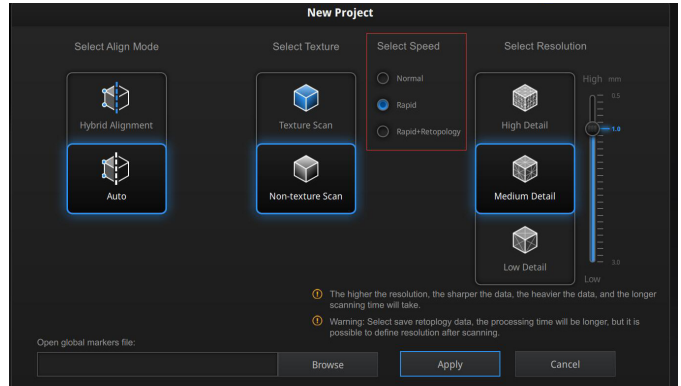 New Project
Select Align Mode
Select Texture
Select Speed
Select Resolution
Hybrid Alignment
Auto
Texture Scan
Non-texture Scan
Normal
Rapid
Rapid+Retopology
High Detail
Medium Detail
Low Detail
High mm
0.5
1.0
3.0
Low
The higher the resolution, the sharper the data, the heavier the data, and the longer
scanning time will take.
Warning: Select save retoplogy data, the processing time will be longer, but it is
possible to define resolution after scanning.
Open global markers file:
Browse
Apply
Cancel